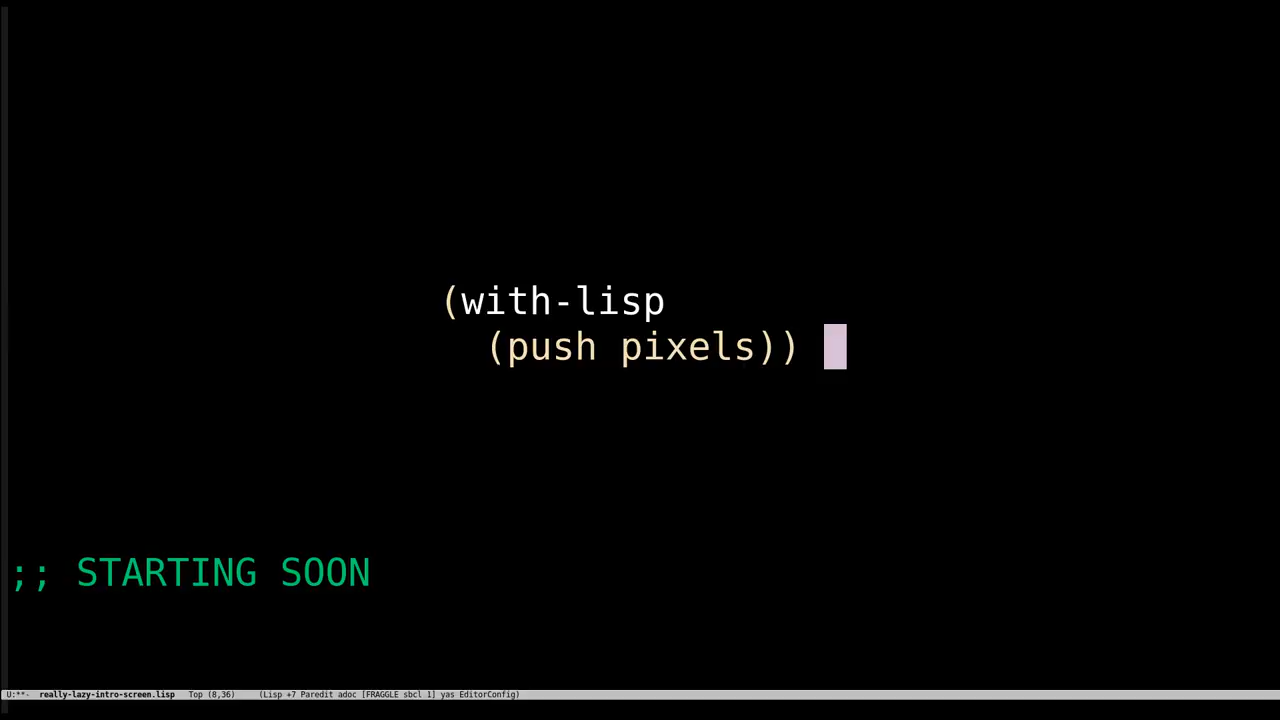 (with-lisp
(push pixels))
;; STARTING SOON
U:**- really-lazy-intro-screen.lisp Top (8,36) (Lisp +7 Paredit adoc [FRAGGLE sbcl 1] yas EditorConfig)